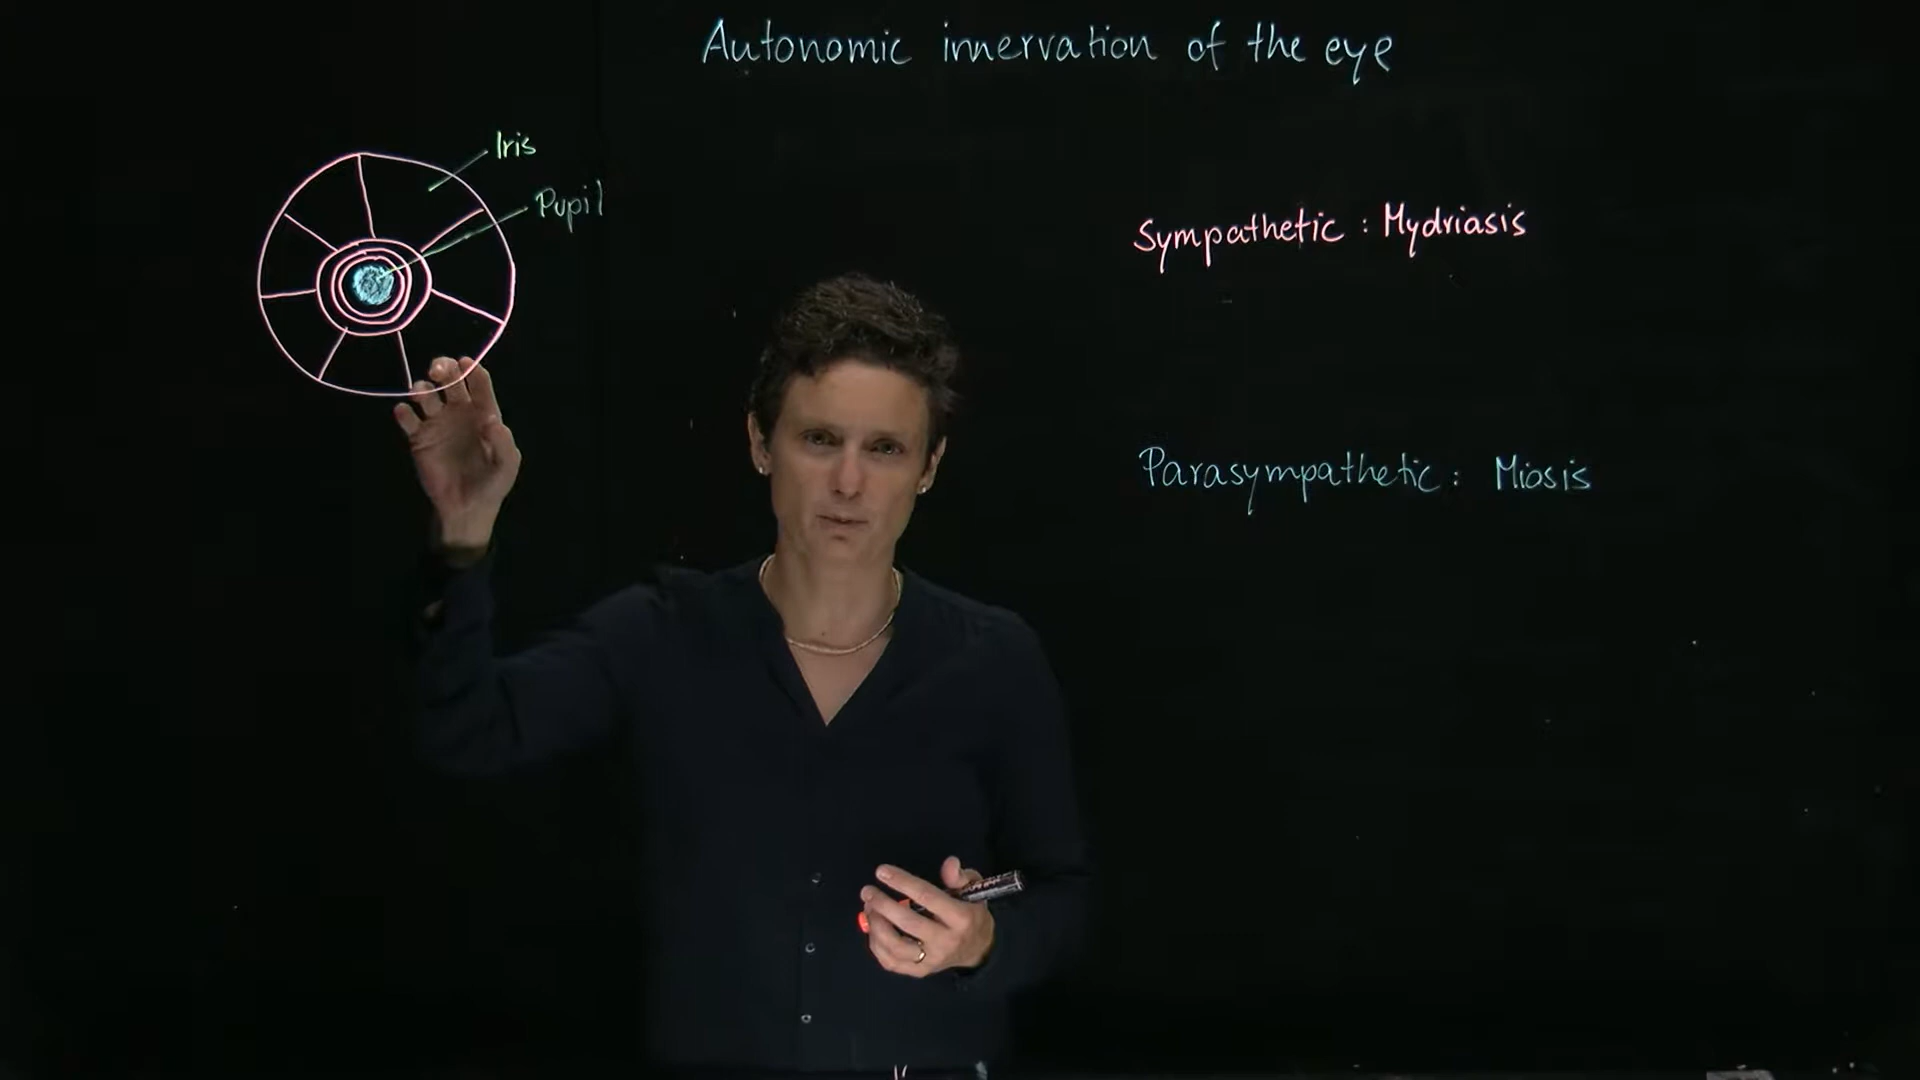 Autonomic innervation of the eye
Iris
Pupil
Sympathetic : Mydriasis
Parasympathetic : Miosis